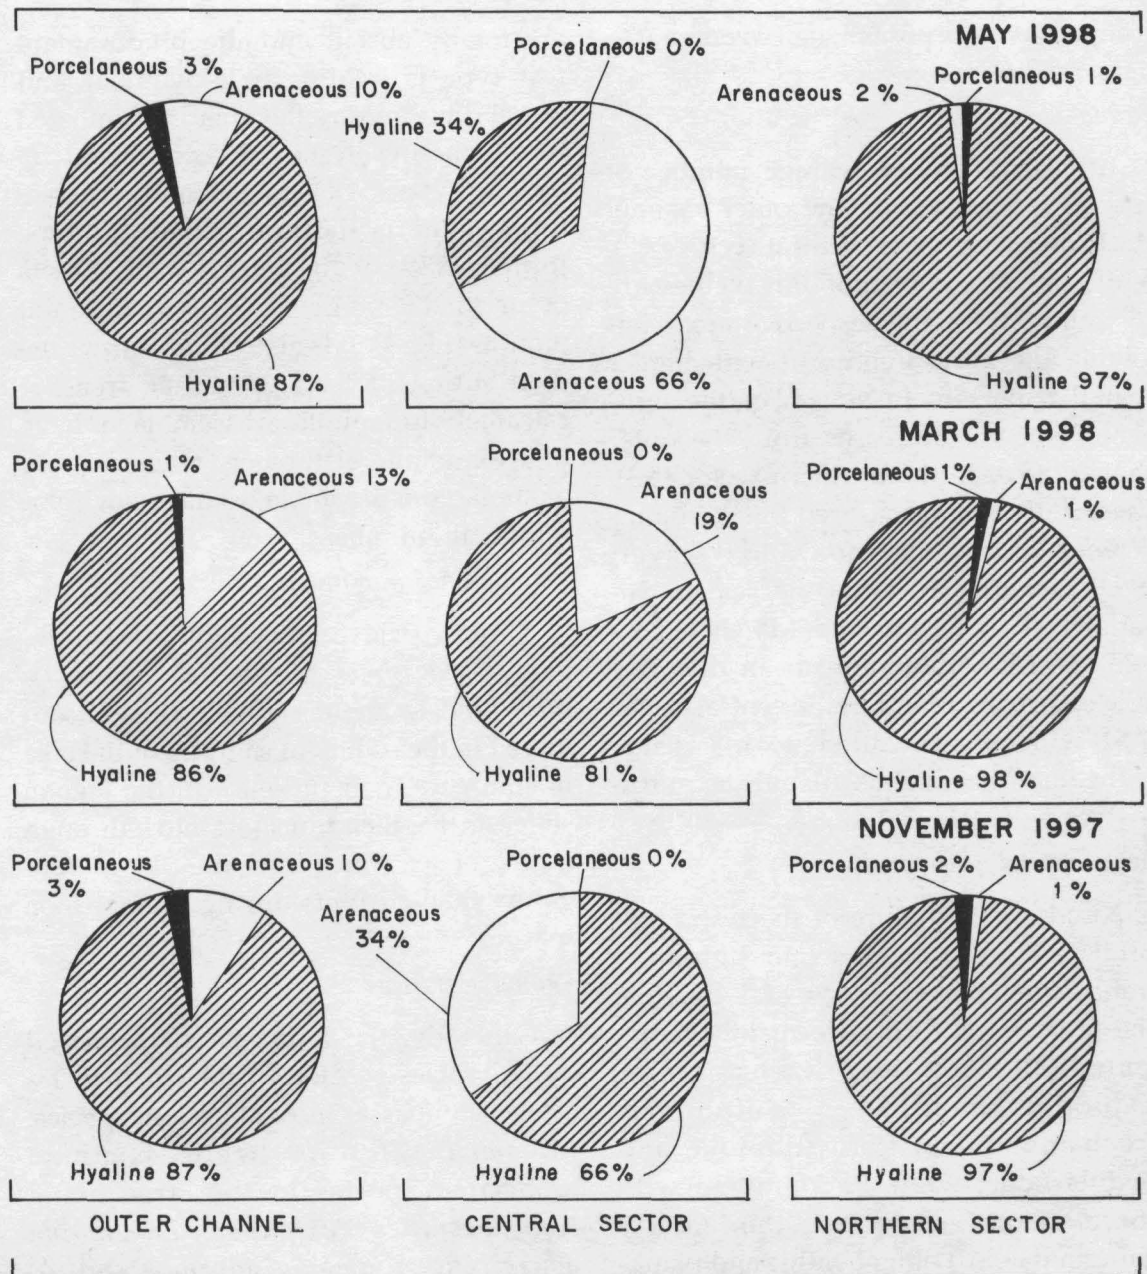 MAY 1998
Porcelaneous 3%
Arenaceous 10%
Hyaline 87%
Porcelaneous 0%
Hyaline 34%
Arenaceous 66%
Arenaceous 2%
Porcelaneous 1%
Hyaline 97%
MARCH 1998
Porcelaneous 1%
Arenaceous 13%
Hyaline 86%
Porcelaneous 0%
Arenaceous
19%
Hyaline 81%
Porcelaneous 1%
Arenaceous
1%
Hyaline 98%
NOVEMBER 1997
Porcelaneous
3%
Arenaceous 10%
Hyaline 87%
Porcelaneous 0%
Arenaceous
34%
Hyaline 66%
Porcelaneous 2%
Arenaceous
1%
Hyaline 97%
OUTER CHANNEL
CENTRAL SECTOR
NORTHERN SECTOR